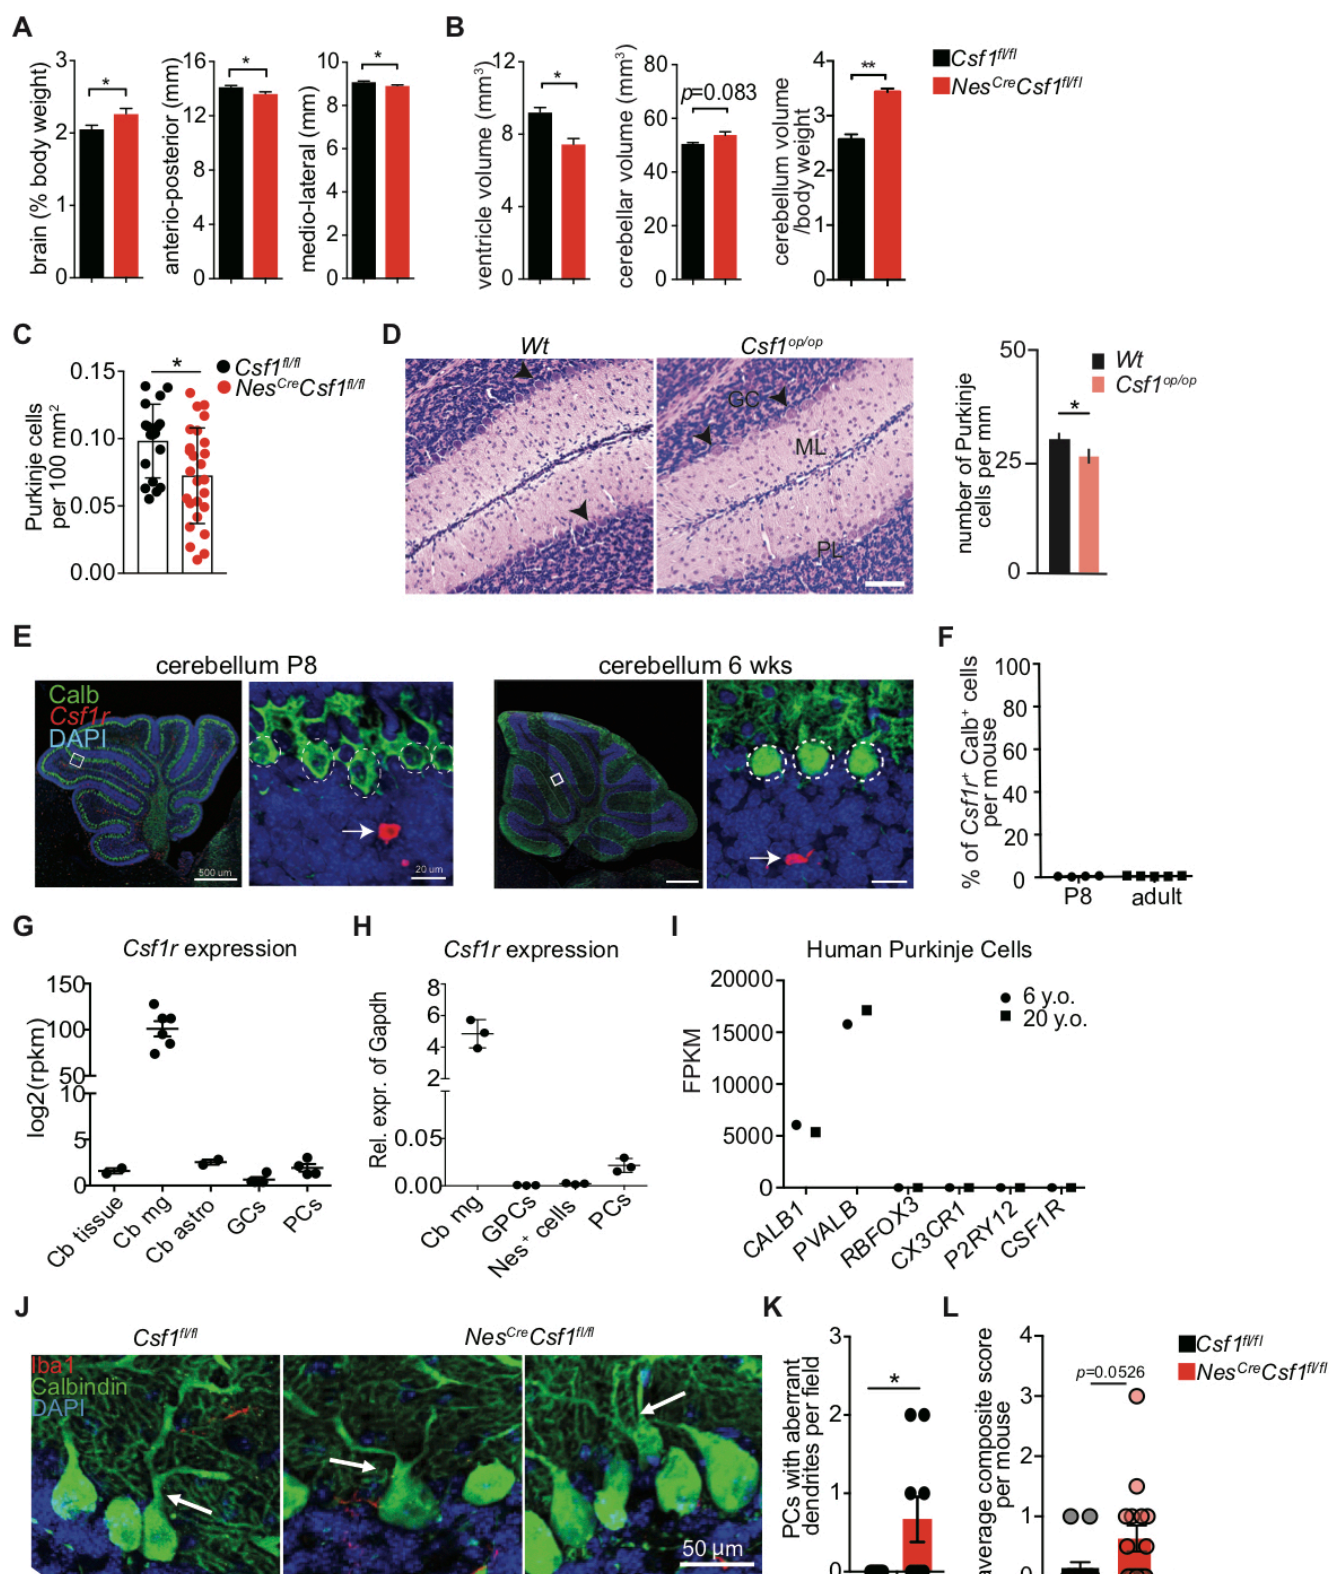 A
brain (% body weight)
3
2
1
0
*
anterio-posterior (mm)
16
12
8
4
0
*
medio-lateral (mm)
10
8
6
4
2
0
*
B
ventricle volume (mm3)
12
8
4
0
*
cerebellar volume (mm3)
80
60
40
20
0
p=0.083
cerebellum volume
/body weight
4
3
2
1
0
**
Csf1fl/fl
NesCreCsf1fl/fl
C
Purkinje cells
per 100 mm2
0.15
0.10
0.05
0.00
*
Csf1fl/fl
NesCreCsf1fl/fl
D
Wt
Csf1op/op
GC
ML
PL
number of Purkinje
cells per mm
50
25
0
*
Wt
Csf1op/op
E
cerebellum P8
Calb
Csf1r
DAPI
500 um
20 um
cerebellum 6 wks
F
% of Csf1r+ Calb+ cells
per mouse
100
80
60
40
20
0
P8
adult
G
Csf1r expression
log2(rpkm)
150
100
50
10
5
0
Cb tissue
Cb mg
Cb astro
GCs
PCs
H
Csf1r expression
Rel. expr. of Gapdh
8
6
4
2
0.05
0.00
Cb mg
GPCs
Nes+ cells
PCs
I
Human Purkinje Cells
FPKM
20000
15000
10000
5000
0
6 y.o.
20 y.o.
CALB1
PVALB
RBFOX3
CX3CR1
P2RY12
CSF1R
J
Csf1fl/fl
NesCreCsf1fl/fl
Iba1
Calbindin
DAPI
50 μm
K
PCs with aberrant
dendrites per field
3
2
1
0
*
L
average composite score
per mouse
4
3
2
1
0
p=0.0526
Csf1fl/fl
NesCreCsf1fl/fl